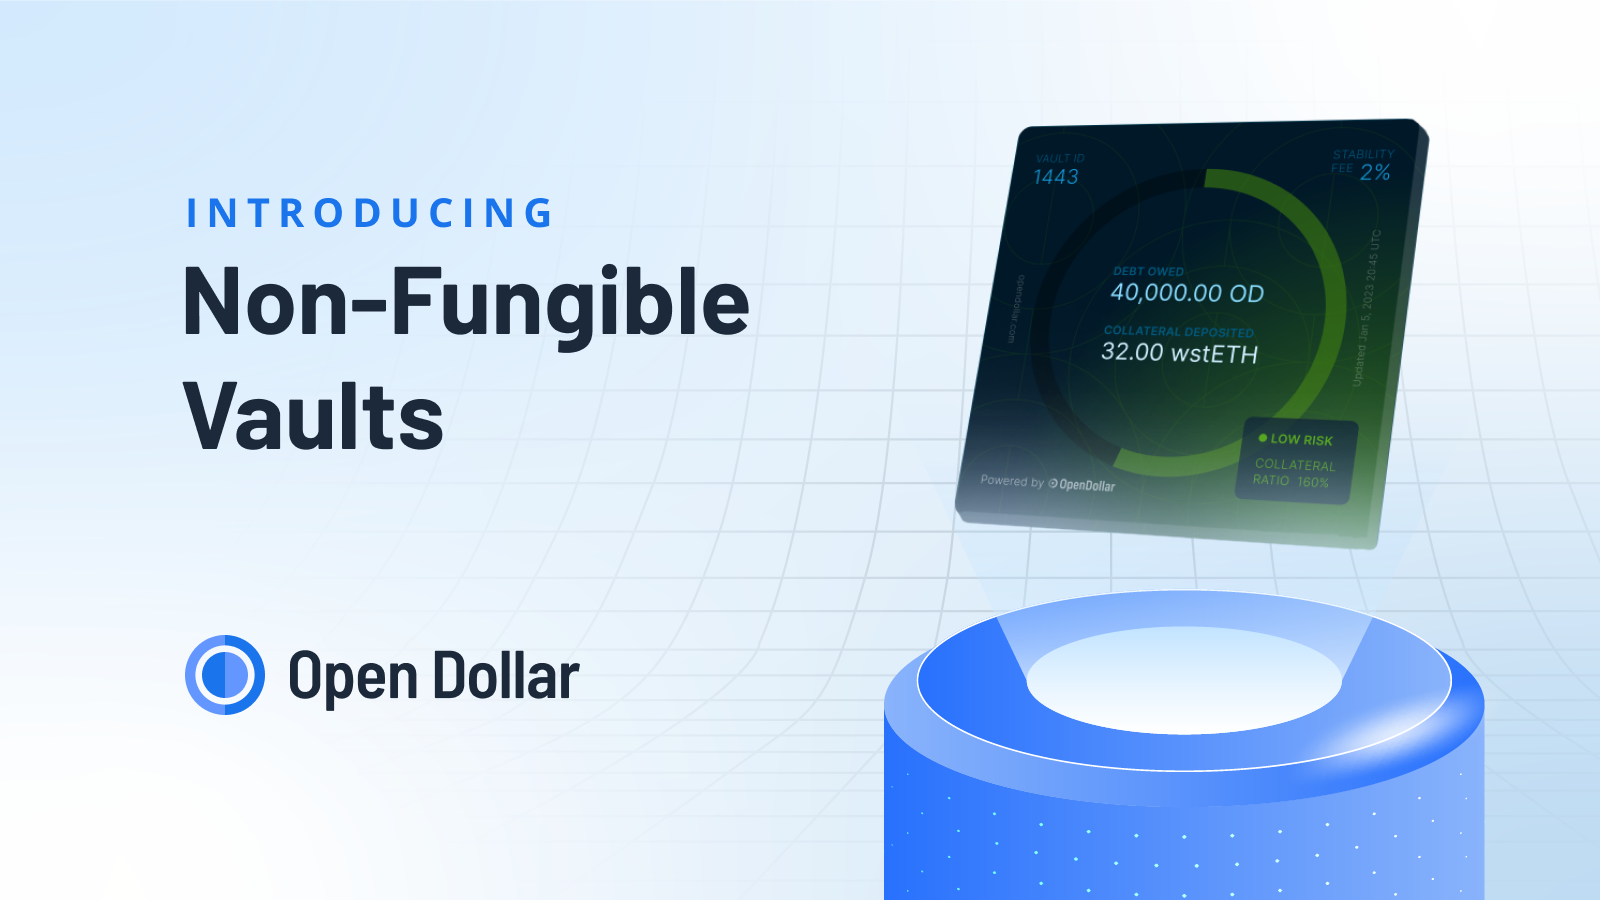 INTRODUCING
Non-Fungible
Vaults
Open Dollar
VAULT ID
1443
STABILITY
FEE 2%
DEBT OWED
40,000.00 OD
COLLATERAL DEPOSITED
32.00 wstETH
opendollar.com
Updated Jan 5, 2023 20:45 UTC
LOW RISK
COLLATERAL
RATIO 160%
Powered by OpenDollar